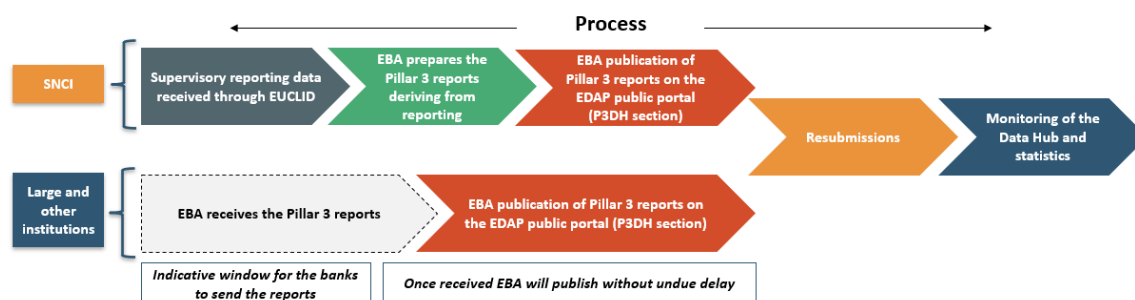 Process
SNCI
Supervisory reporting data
received through EUCLID
EBA prepares the
Pillar 3 reports
deriving from
reporting
EBA publication of
Pillar 3 reports on the
EDAP public portal
(P3DH section)
Resubmissions
Monitoring of the
Data Hub and
statistics
Large and
other
institutions
EBA receives the Pillar 3 reports
EBA publication of Pillar 3 reports on
the EDAP public portal (P3DH section)
Indicative window for the banks
to send the reports
Once received EBA will publish without undue delay